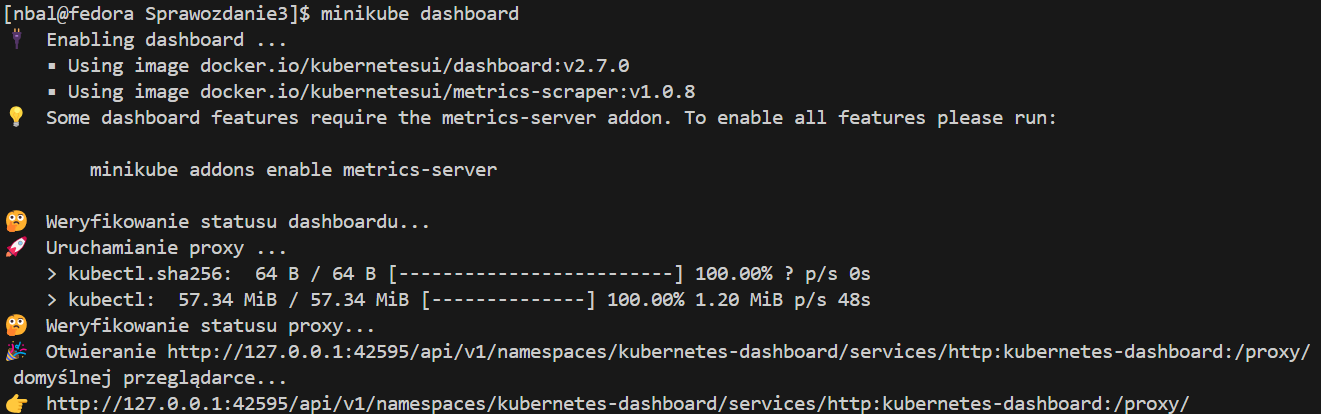 [nbal@fedora Sprawozdanie3]$ minikube dashboard
🔌 Enabling dashboard ...
▪ Using image docker.io/kubernetesui/dashboard:v2.7.0
▪ Using image docker.io/kubernetesui/metrics-scraper:v1.0.8
💡 Some dashboard features require the metrics-server addon. To enable all features please run:
minikube addons enable metrics-server
🤔 Weryfikowanie statusu dashboardu...
🚀 Uruchamianie proxy ...
> kubectl.sha256:  64 B / 64 B [-------------------------] 100.00% ? p/s 0s
> kubectl:  57.34 MiB / 57.34 MiB [--------------] 100.00% 1.20 MiB p/s 48s
🤔 Weryfikowanie statusu proxy...
🎉 Otwieranie http://127.0.0.1:42595/api/v1/namespaces/kubernetes-dashboard/services/http:kubernetes-dashboard:/proxy/
domyślnej przeglądarce...
👉 http://127.0.0.1:42595/api/v1/namespaces/kubernetes-dashboard/services/http:kubernetes-dashboard:/proxy/